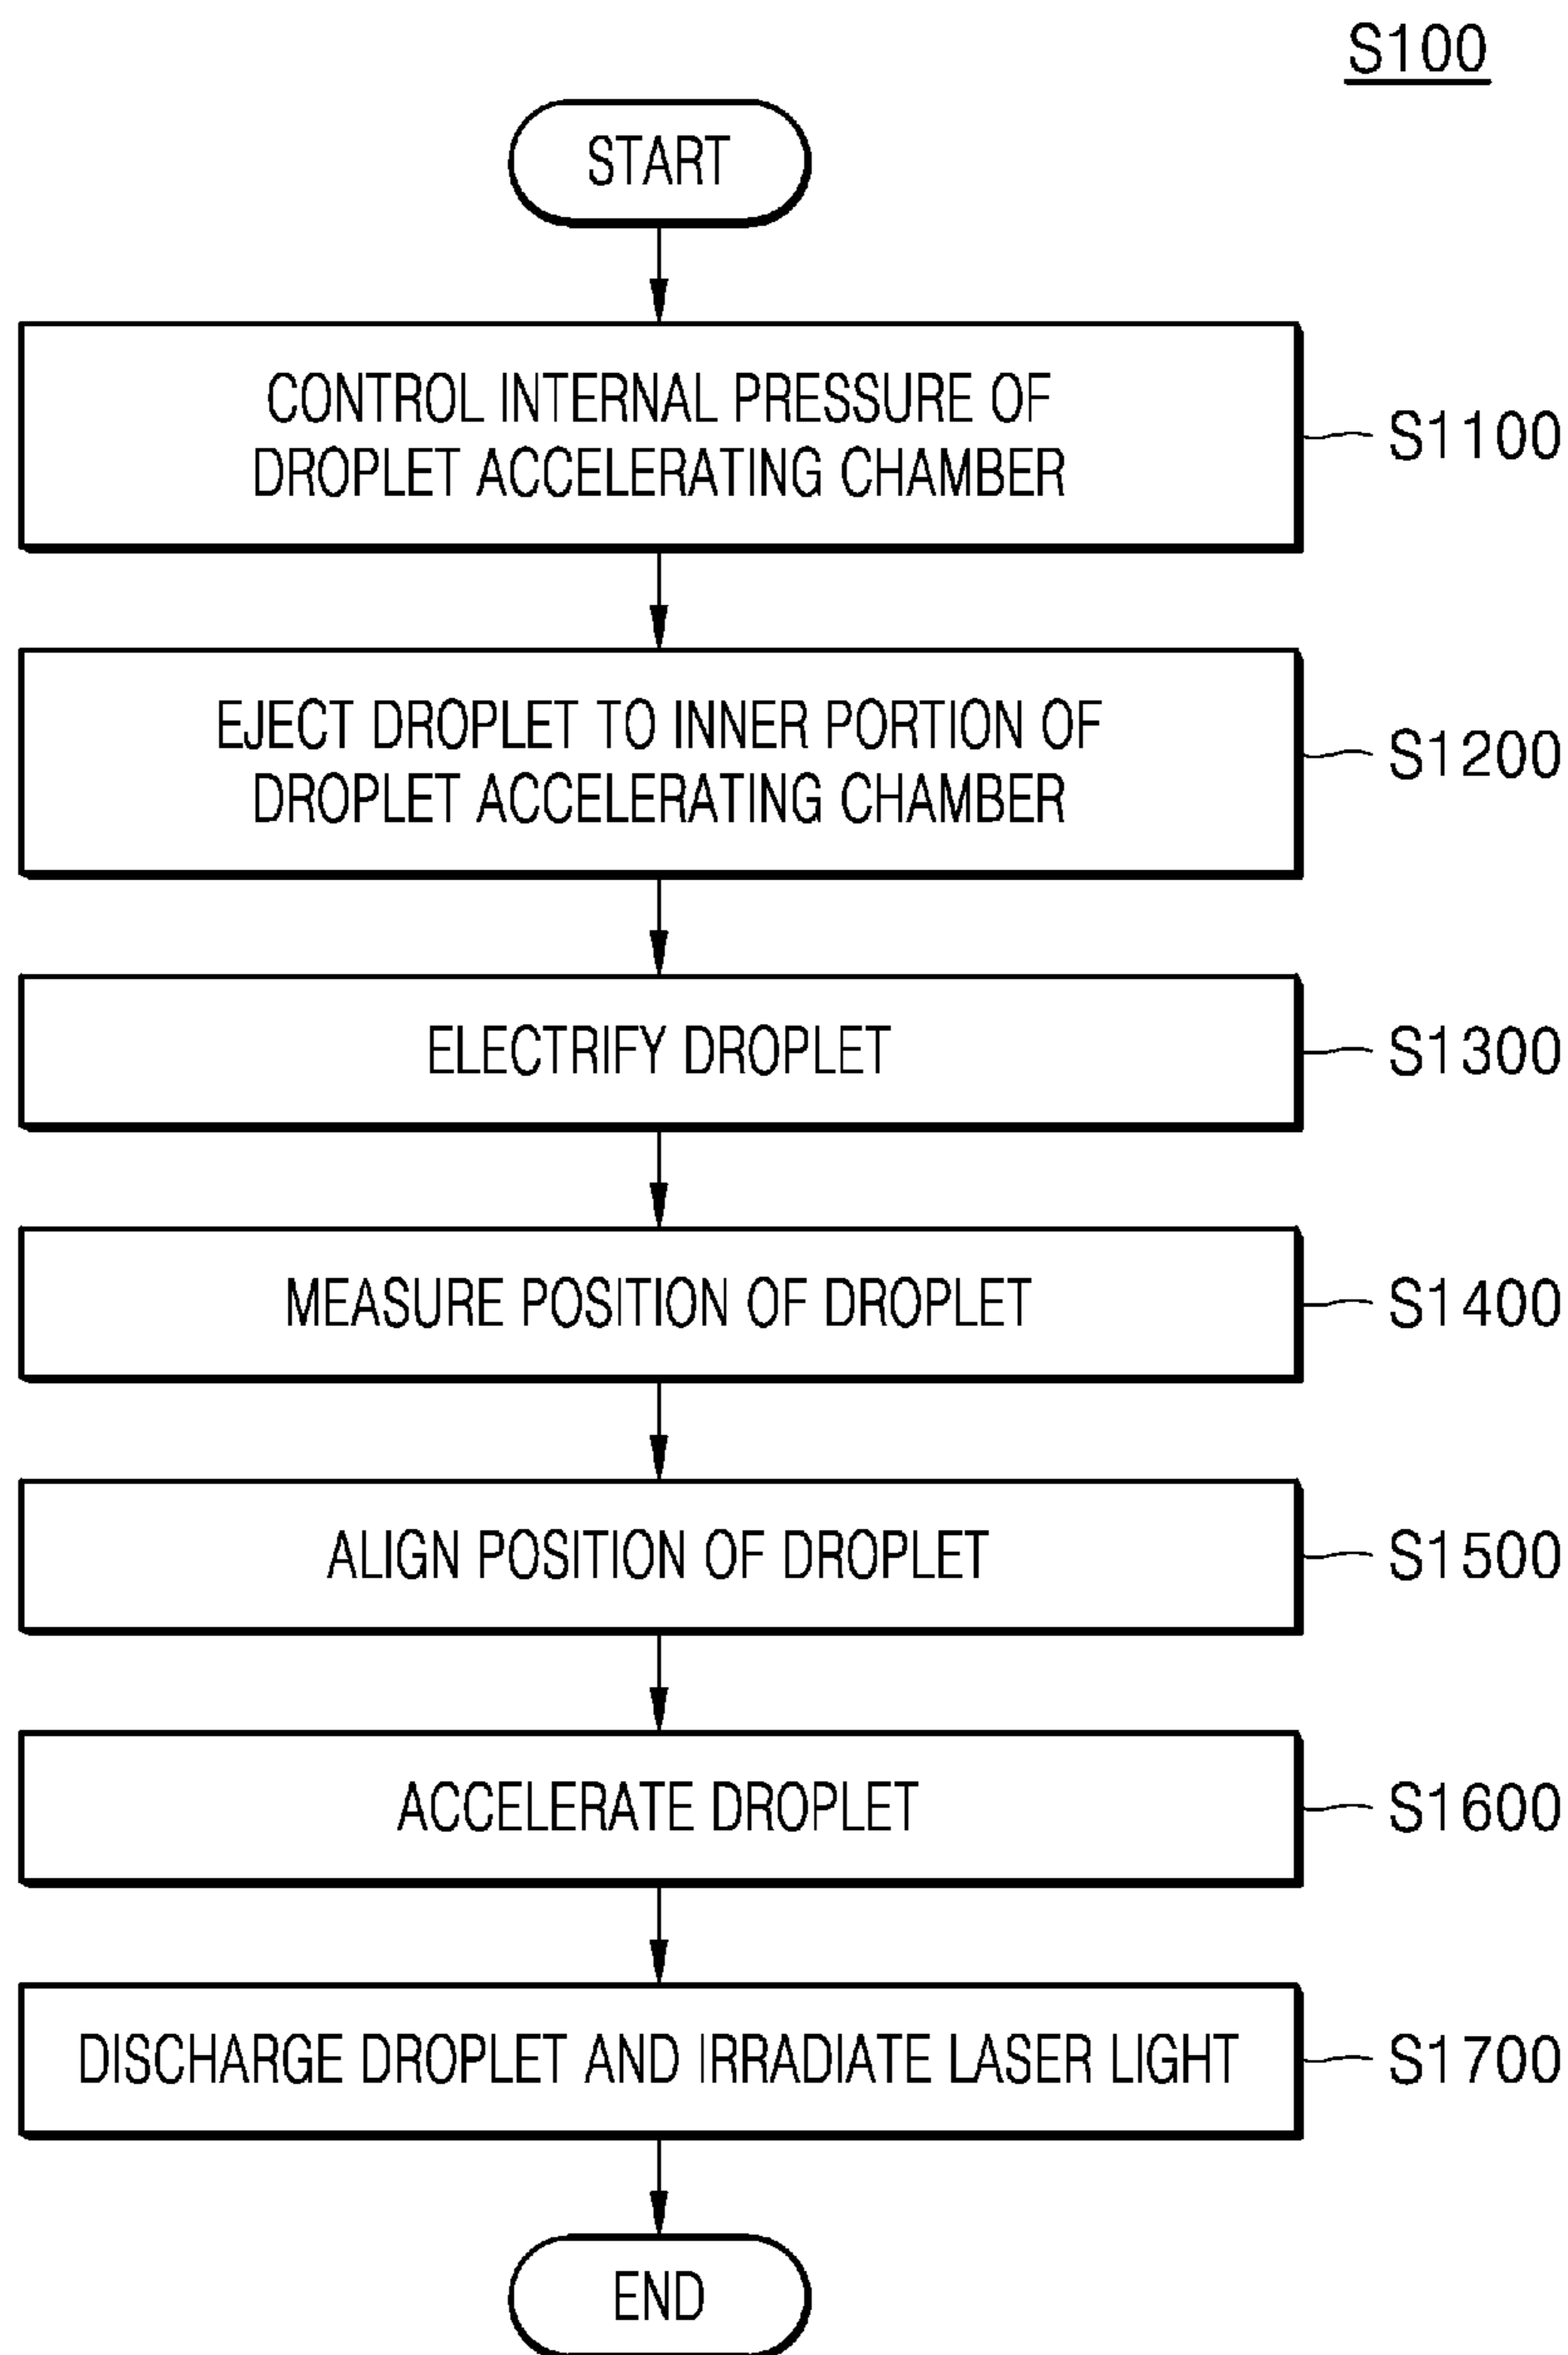 S100
START
CONTROL INTERNAL PRESSURE OF
DROPLET ACCELERATING CHAMBER
S1100
EJECT DROPLET TO INNER PORTION OF
DROPLET ACCELERATING CHAMBER
S1200
ELECTRIFY DROPLET
S1300
MEASURE POSITION OF DROPLET
S1400
ALIGN POSITION OF DROPLET
S1500
ACCELERATE DROPLET
S1600
DISCHARGE DROPLET AND IRRADIATE LASER LIGHT
S1700
END